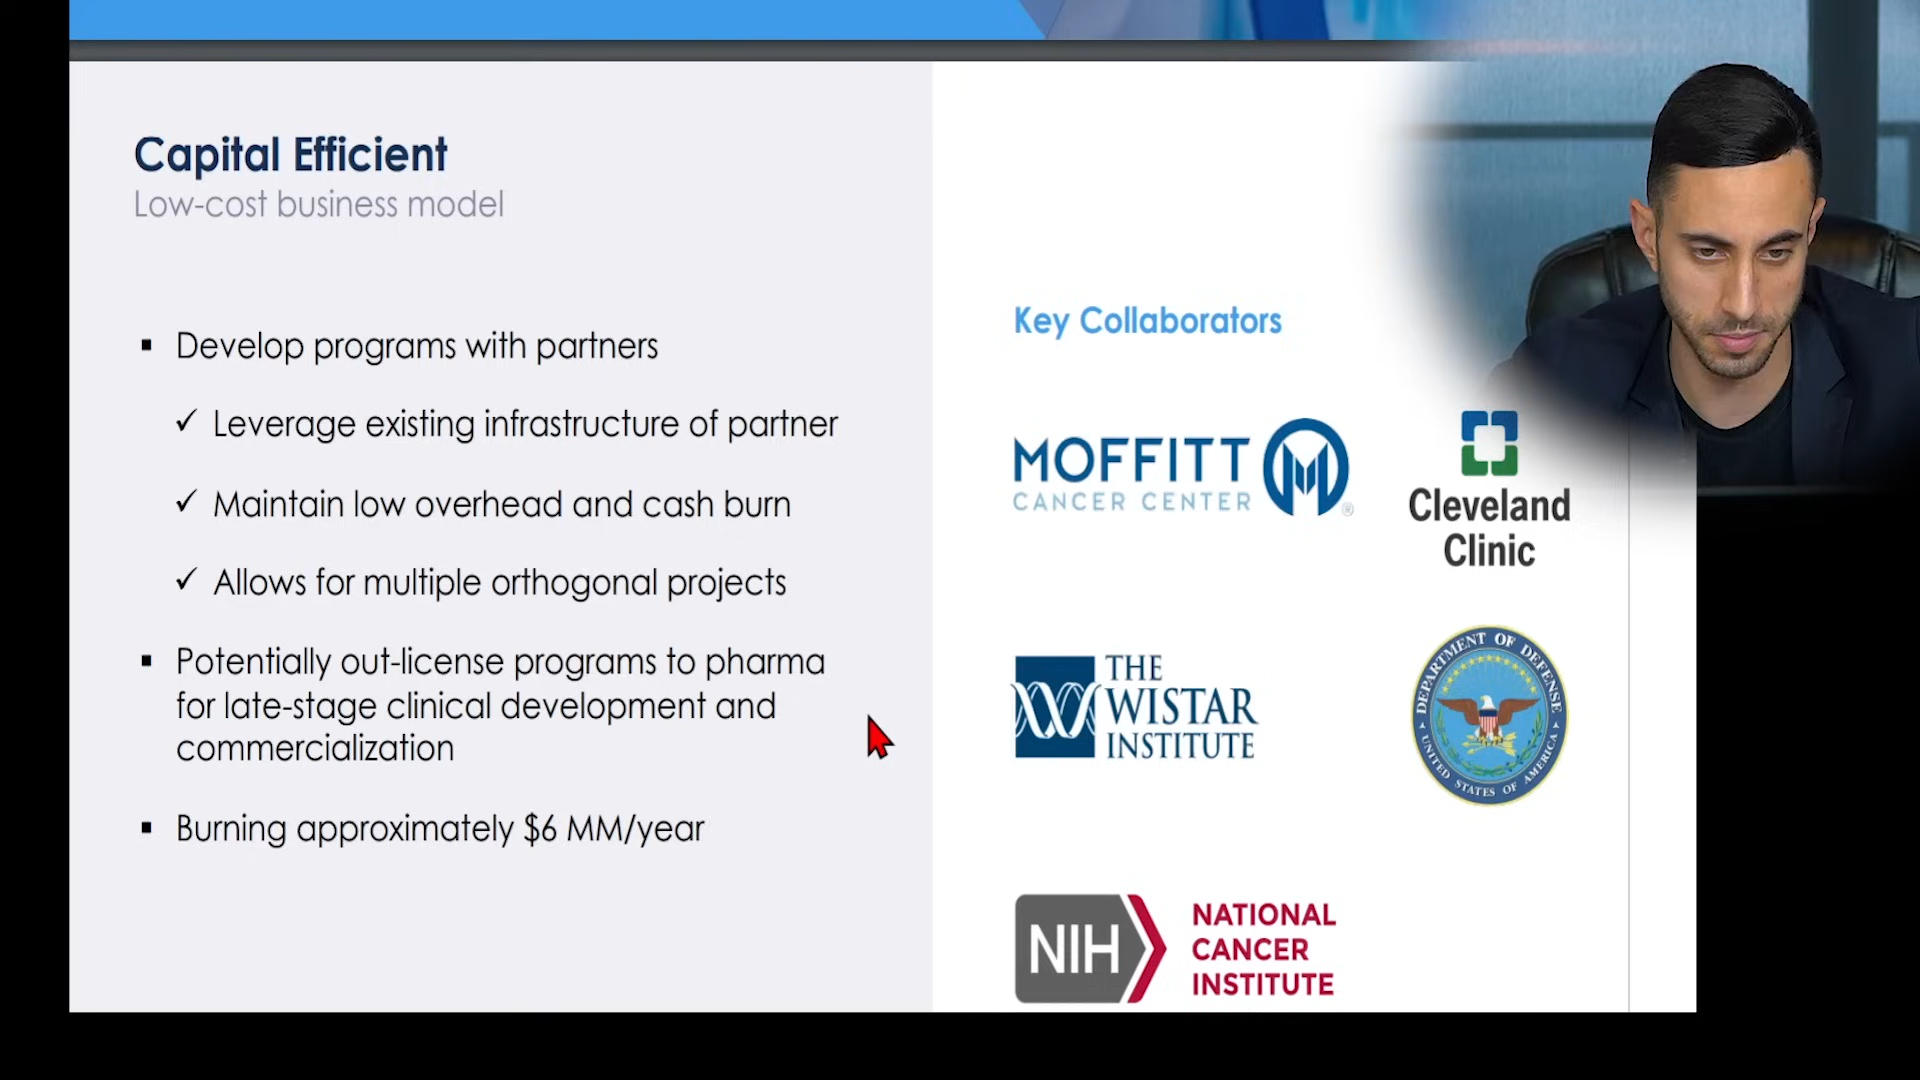 Capital Efficient
Low-cost business model
▪ Develop programs with partners
✓ Leverage existing infrastructure of partner
✓ Maintain low overhead and cash burn
✓ Allows for multiple orthogonal projects
▪ Potentially out-license programs to pharma
for late-stage clinical development and
commercialization
▪ Burning approximately $6 MM/year
Key Collaborators
MOFFITT
CANCER CENTER
®
Cleveland
Clinic
THE
WISTAR
INSTITUTE
DEPARTMENT OF DEFENSE
UNITED STATES OF AMERICA
NIH
NATIONAL
CANCER
INSTITUTE